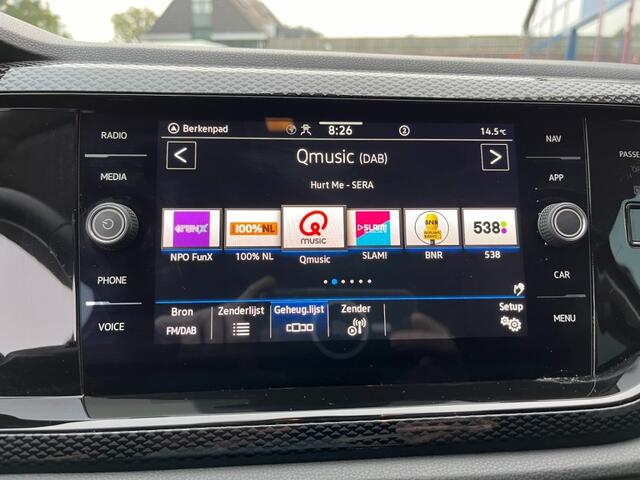 RADIO
MEDIA
PHONE
VOICE
Berkenpad
8:26
2
14.5°C
Qmusic (DAB)
Hurt Me - SERA
FUNX
100%NL
Q MUSIC
SLAM!
BNR
538
NPO FunX
100% NL
Qmusic
SLAM!
BNR
538
Bron
FM/DAB
Zenderlijst
Geheug.lijst
Zender
Setup
NAV
APP
CAR
MENU
PASSE